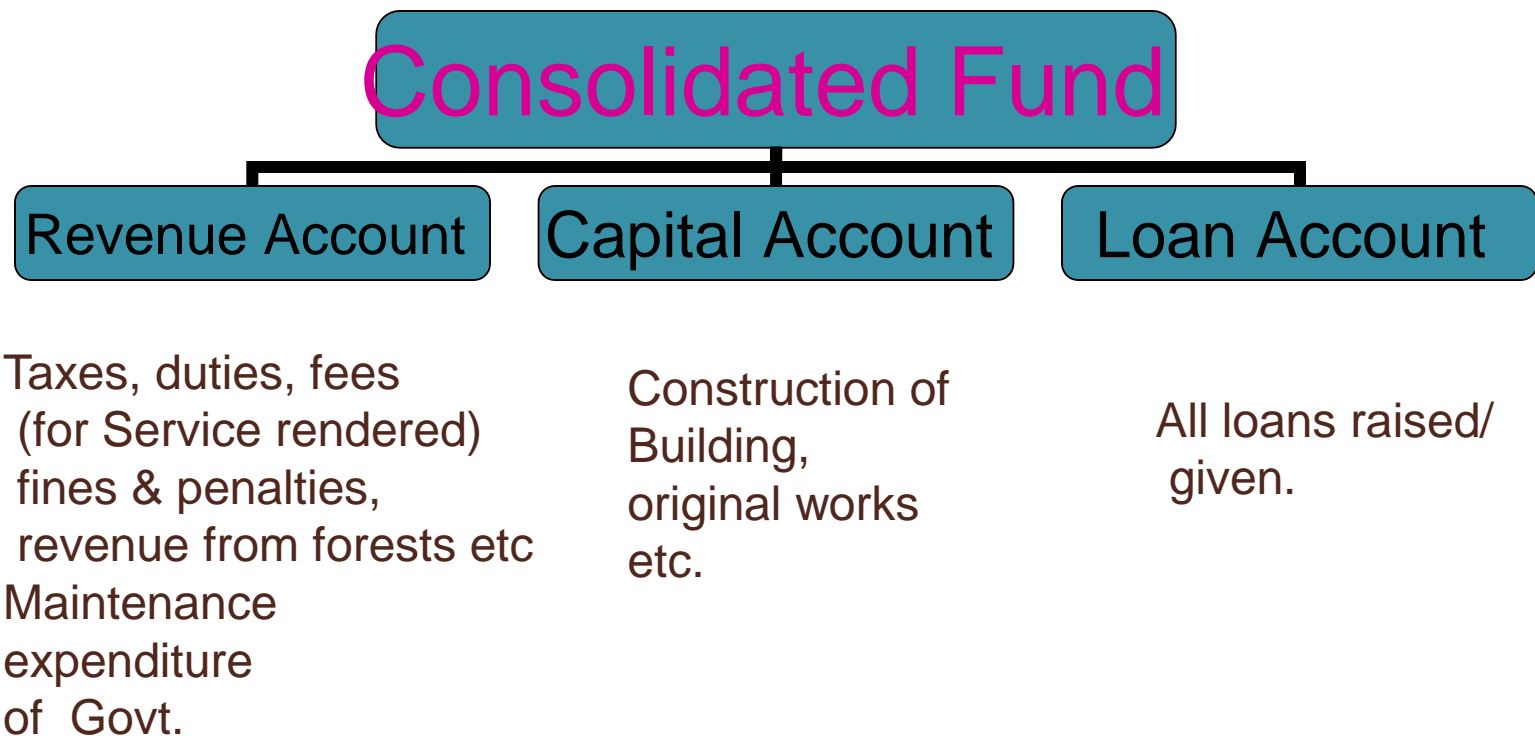 Consolidated Fund
Revenue Account
Capital Account
Loan Account
Taxes, duties, fees
(for Service rendered)
fines & penalties,
revenue from forests etc
Maintenance
expenditure
of Govt.
Construction of
Building,
original works
etc.
All loans raised/
given.